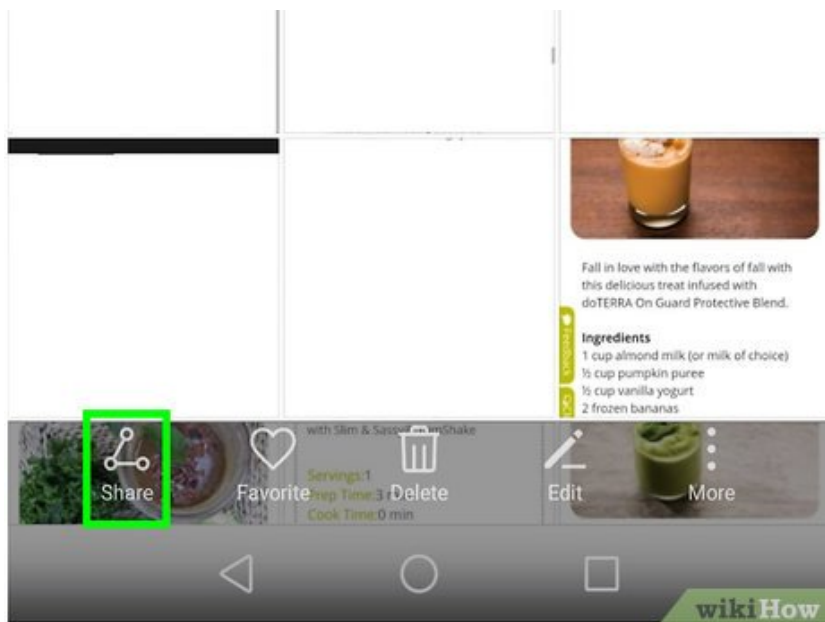 Fall in love with the flavors of fall with
this delicious treat infused with
doTERRA On Guard Protective Blend.
Feedback
Ingredients
1 cup almond milk (or milk of choice)
½ cup pumpkin puree
½ cup vanilla yogurt
2 frozen bananas
with Slim & Sassy
Shake
Servings:1
Prep Time:3
Cook Time:0 min
Share
Favorite
Delete
Edit
More
wikiHow